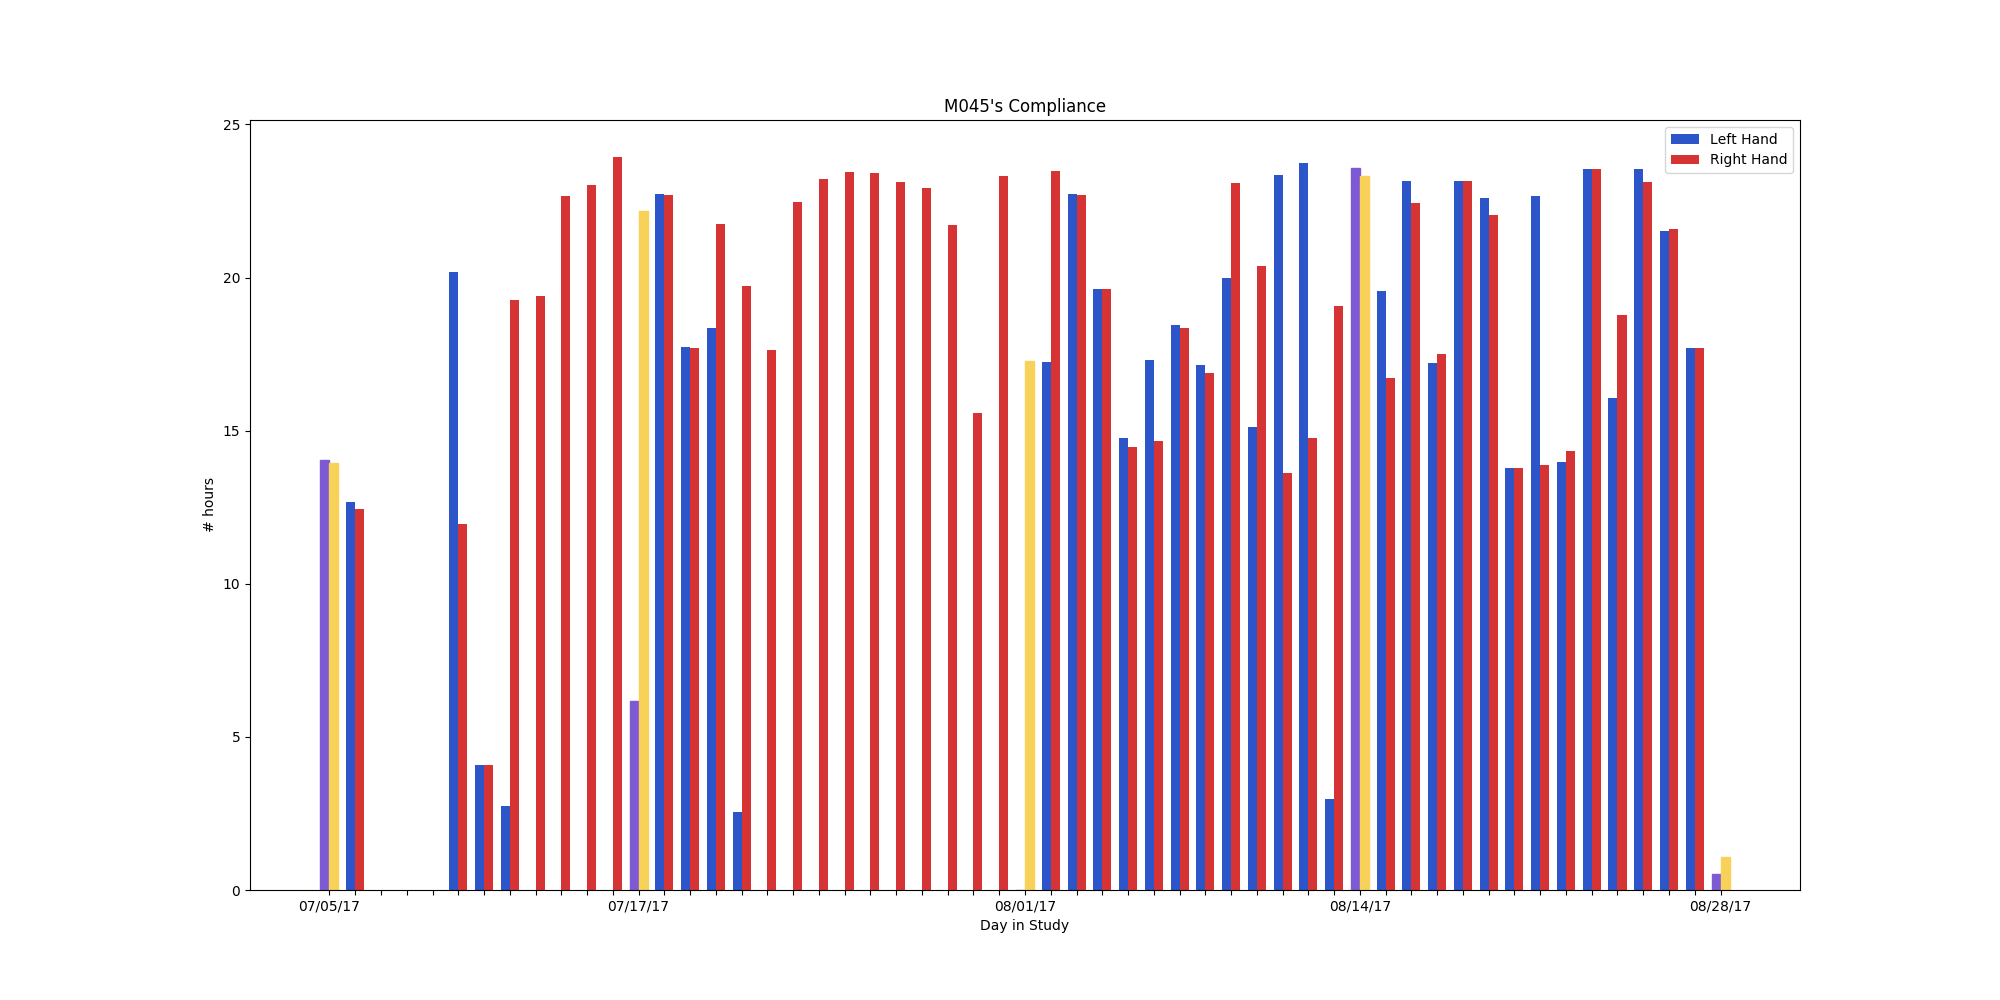 M045's Compliance
Left Hand
Right Hand
25
20
15
10
5
0
# hours
07/05/17 07/17/17 08/01/17 08/14/17 08/28/17
Day in Study